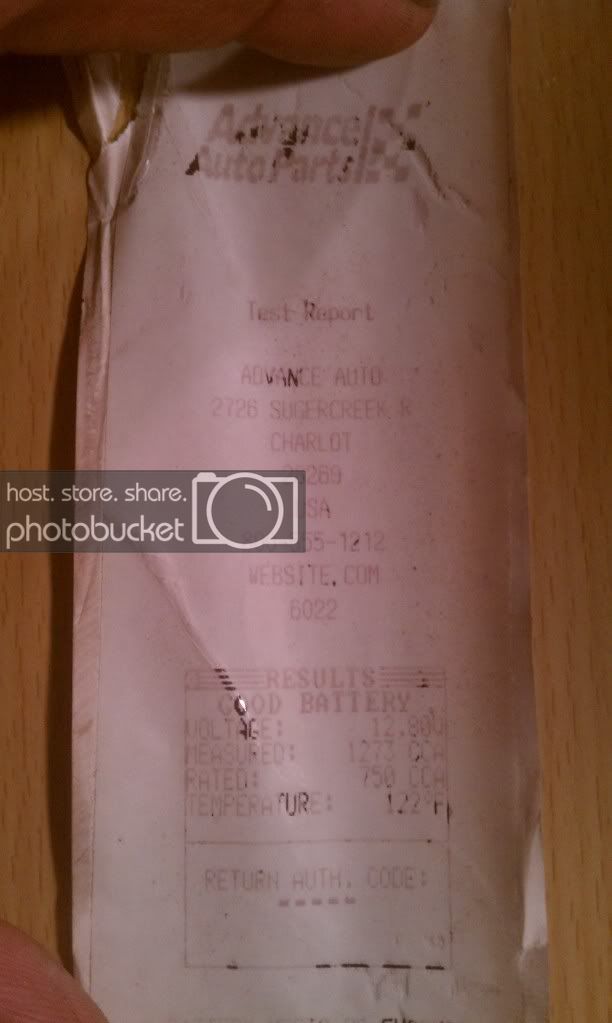 Advance
Auto Parts
Test Report
ADVANCE AUTO
2726 SUGERCREEK R
CHARLOT
host. store. share.
photobucket
WEBSITE.COM
6022
RESULTS
GOOD BATTERY
VOLTAGE: 12.80V
MEASURED: 1273 CCA
RATED: 750 CCA
TEMPERATURE: 122°F
RETURN AUTH. CODE:
-----